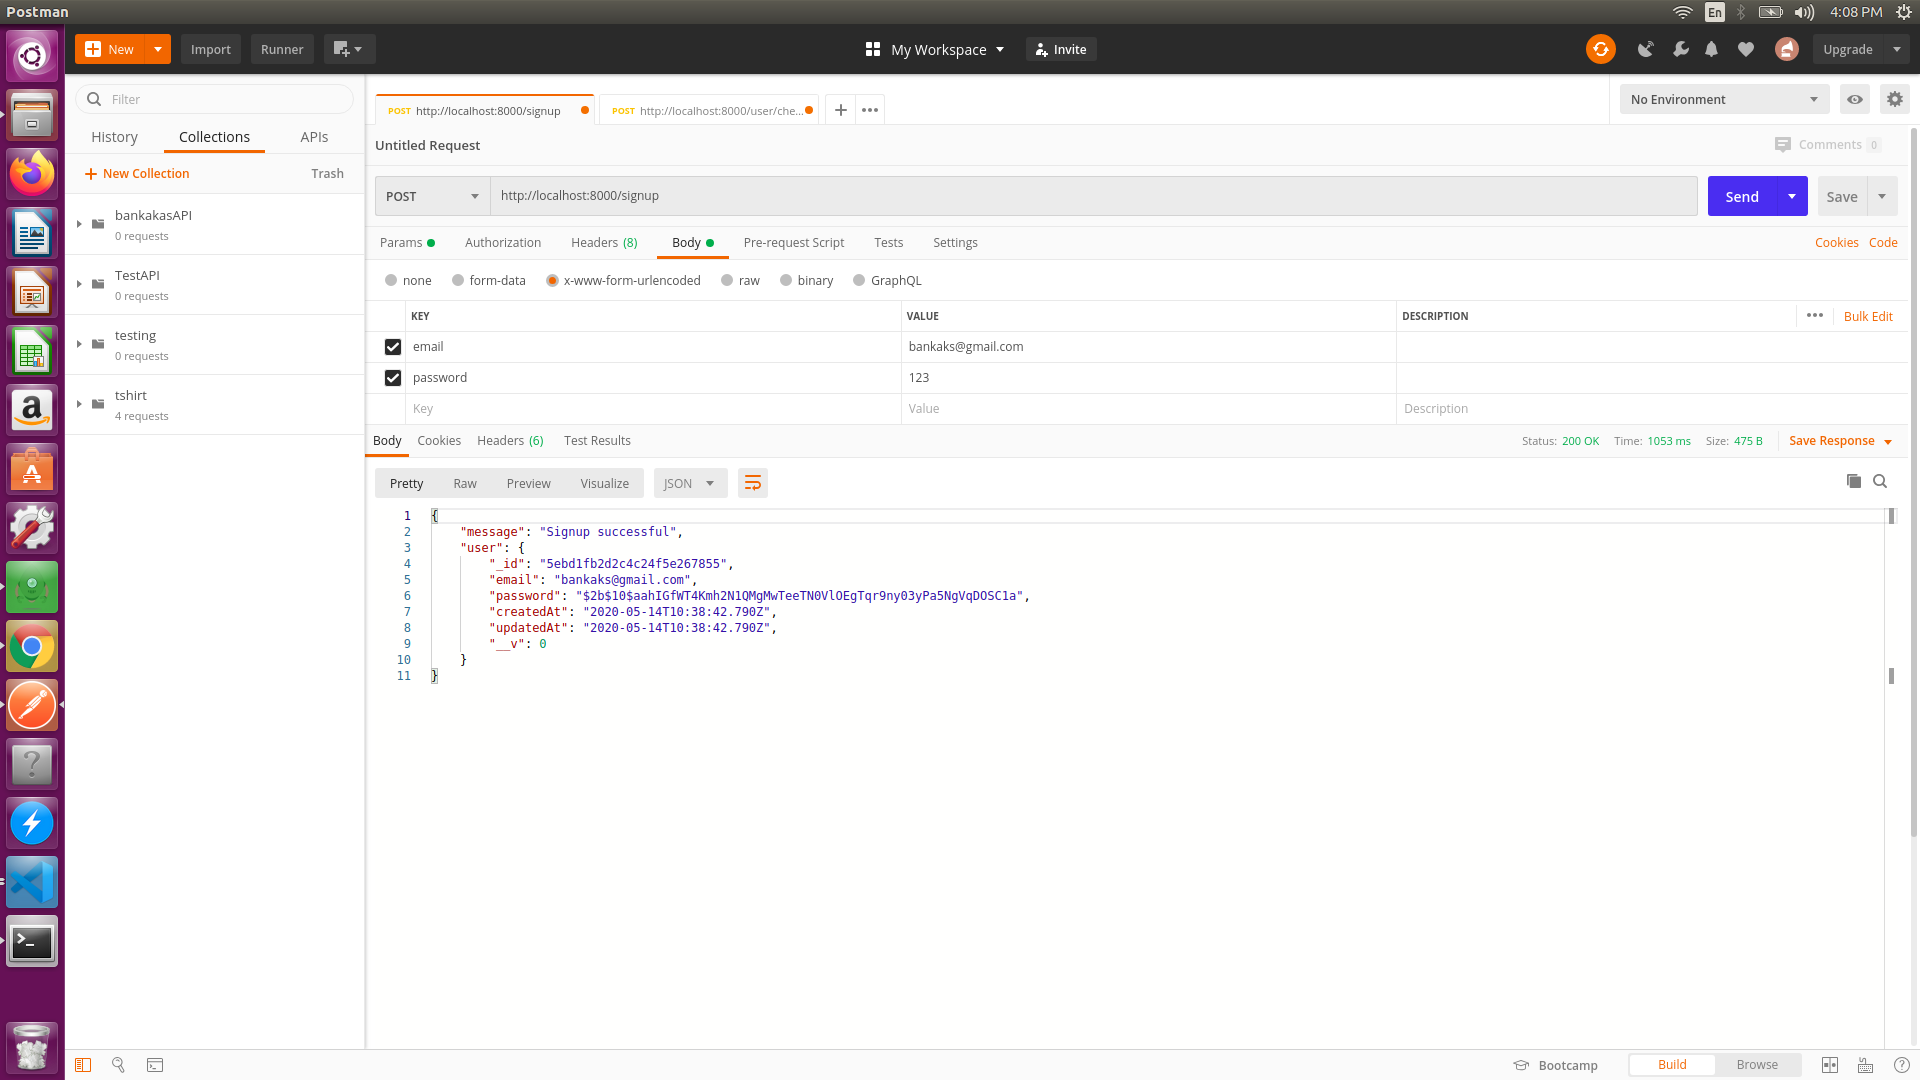 Postman
En
4:08 PM
New
Import
Runner
My Workspace
Invite
Upgrade
Filter
History
Collections
APIs
New Collection
Trash
bankakasAPI
0 requests
TestAPI
0 requests
testing
0 requests
tshirt
4 requests
POST http://localhost:8000/signup
POST http://localhost:8000/user/che...
No Environment
Untitled Request
Comments 0
POST
http://localhost:8000/signup
Send
Save
Params
Authorization
Headers (8)
Body
Pre-request Script
Tests
Settings
Cookies
Code
none
form-data
x-www-form-urlencoded
raw
binary
GraphQL
KEY
VALUE
DESCRIPTION
Bulk Edit
email
bankaks@gmail.com
password
123
Key
Value
Description
Body
Cookies
Headers (6)
Test Results
Status: 200 OK
Time: 1053 ms
Size: 475 B
Save Response
Pretty
Raw
Preview
Visualize
JSON
1 {
2 "message": "Signup successful",
3 "user": {
4 "_id": "5ebd1fb2d2c4c24f5e267855",
5 "email": "bankaks@gmail.com",
6 "password": "$2b$10$aahIGfWT4Kmh2N1QMgMwTeeTN0VlOEgTqr9ny03yPa5NgVqDOSC1a",
7 "createdAt": "2020-05-14T10:38:42.790Z",
8 "updatedAt": "2020-05-14T10:38:42.790Z",
9 "__v": 0
10 }
11 }
Bootcamp
Build
Browse